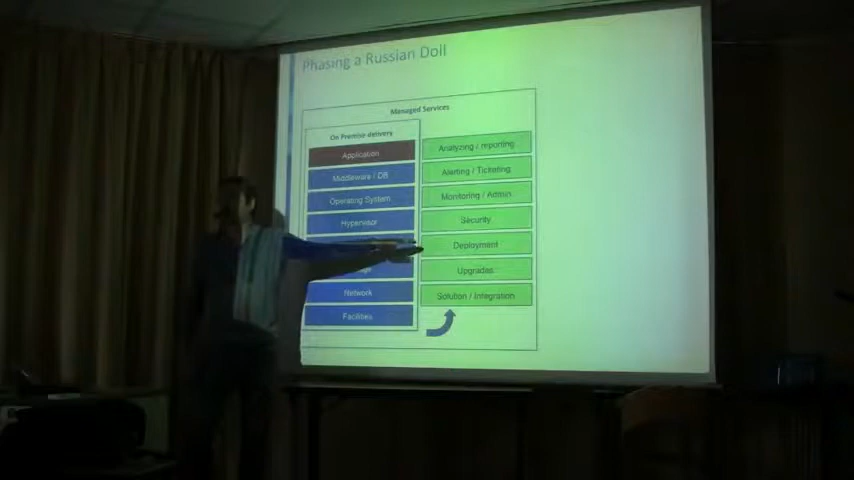 Phasing a Russian Doll
Managed Services
On Premise delivery
Application
Middleware / DB
Operating System
Hypervisor
Network
Facilities
Analyzing / reporting
Alerting / Ticketing
Monitoring / Admin
Security
Deployment
Upgrades
Solution / Integration